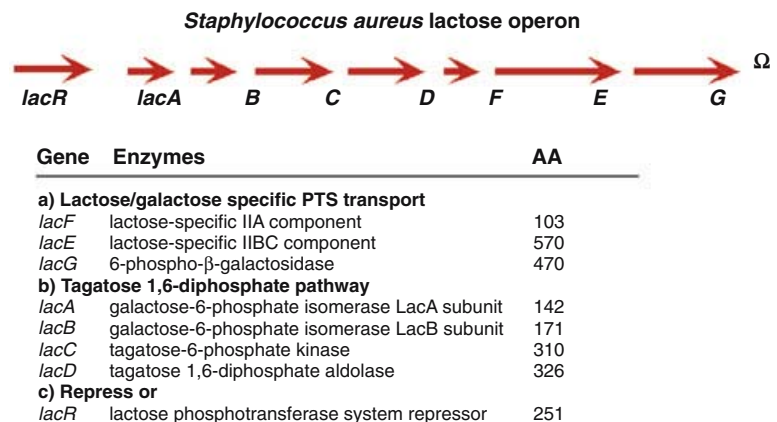 Staphylococcus aureus lactose operon
Ω
lacR lacA B C D F E G
Gene Enzymes AA
a) Lactose/galactose specific PTS transport
lacF lactose-specific IIA component 103
lacE lactose-specific IIBC component 570
lacG 6-phospho-β-galactosidase 470
b) Tagatose 1,6-diphosphate pathway
lacA galactose-6-phosphate isomerase LacA subunit 142
lacB galactose-6-phosphate isomerase LacB subunit 171
lacC tagatose-6-phosphate kinase 310
lacD tagatose 1,6-diphosphate aldolase 326
c) Repress or
lacR lactose phosphotransferase system repressor 251